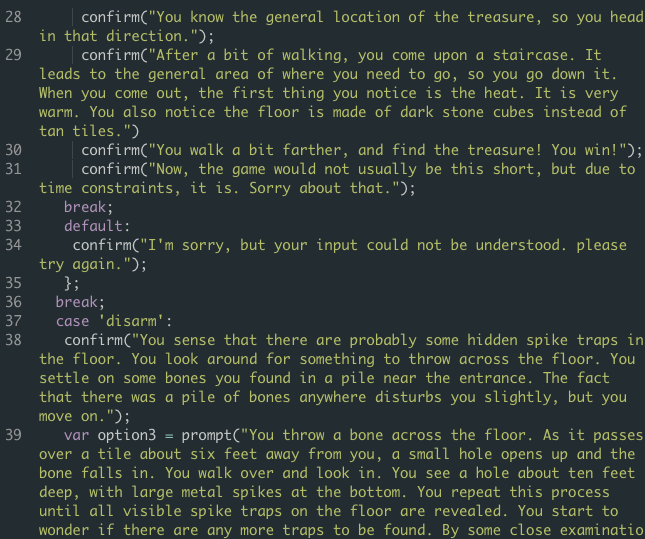 28 confirm("You know the general location of the treasure, so you head
in that direction.");
29 confirm("After a bit of walking, you come upon a staircase. It
leads to the general area of where you need to go, so you go down it.
When you come out, the first thing you notice is the heat. It is very
warm. You also notice the floor is made of dark stone cubes instead of
tan tiles.")
30 confirm("You walk a bit farther, and find the treasure! You win!");
31 confirm("Now, the game would not usually be this short, but due to
time constraints, it is. Sorry about that.");
32 break;
33 default:
34 confirm("I'm sorry, but your input could not be understood. please
try again.");
35 };
36 break;
37 case 'disarm':
38 confirm("You sense that there are probably some hidden spike traps in
the floor. You look around for something to throw across the floor. You
settle on some bones you found in a pile near the entrance. The fact
that there was a pile of bones anywhere disturbs you slightly, but you
move on.");
39 var option3 = prompt("You throw a bone across the floor. As it passes
over a tile about six feet away from you, a small hole opens up and the
bone falls in. You walk over and look in. You see a hole about ten feet
deep, with large metal spikes at the bottom. You repeat this process
until all visible spike traps on the floor are revealed. You start to
wonder if there are any more traps to be found. By some close examinatio